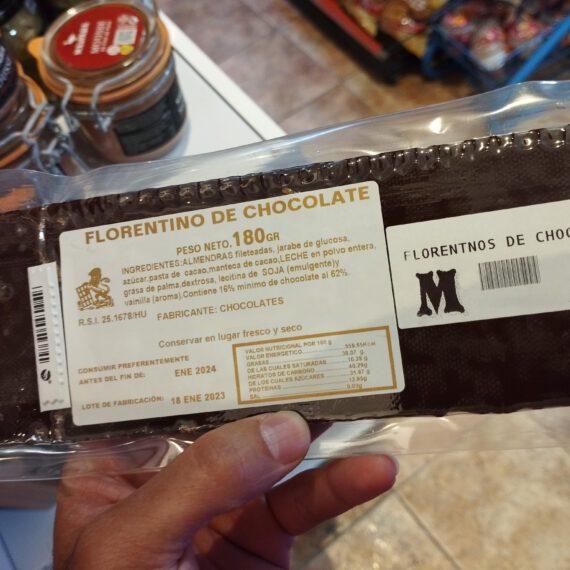 FLORENTINO DE CHOCOLATE
PESO NETO. 180GR
INGREDIENTES:ALMENDRAS fileteadas, jarabe de glucosa,
azúcar,pasta de cacao,manteca de cacao,LECHE en polvo entera,
grasa de palma,dextrosa, lecitina de SOJA (emulgente)y
vainilla (aroma).Contiene 16% minimo de chocolate al 62%.
R.S.I. 25.1678/HU FABRICANTE: CHOCOLATES
Conservar en lugar fresco y seco
CONSUMIR PREFERENTEMENTE
ANTES DEL FIN DE: ENE 2024
LOTE DE FABRICACIÓN: 18 ENE 2023
VALOR NUTRICIONAL POR 100 g
VALOR ENERGETICO
GRASAS
DE LAS CUALES SATURADAS
HIDRATOS DE CARBONO
DE LOS CUALES AZÚCARES
PROTEINAS
SAL
FLORENTNOS DE CHOC
M